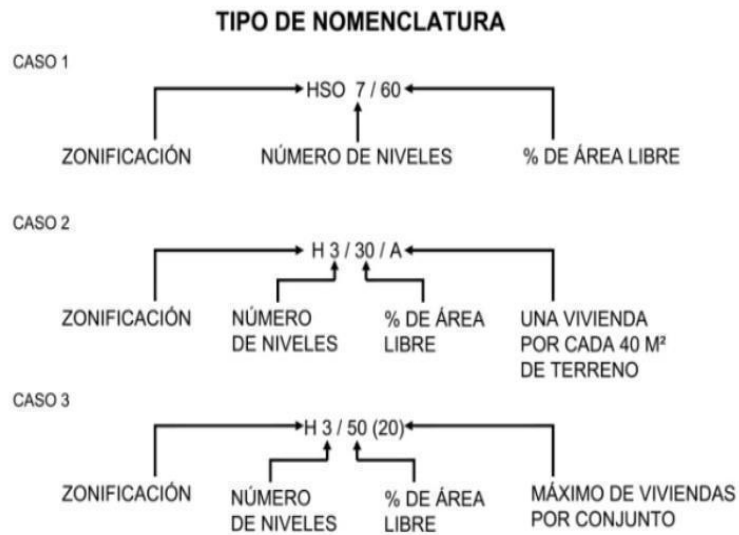 TIPO DE NOMENCLATURA
CASO 1
HSO 7 / 60
ZONIFICACIÓN NÚMERO DE NIVELES % DE ÁREA LIBRE
CASO 2
H 3 / 30 / A
ZONIFICACIÓN NÚMERO % DE ÁREA UNA VIVIENDA
DE NIVELES LIBRE POR CADA 40 M²
DE TERRENO
CASO 3
H 3 / 50 (20)
ZONIFICACIÓN NÚMERO % DE ÁREA MÁXIMO DE VIVIENDAS
DE NIVELES LIBRE POR CONJUNTO